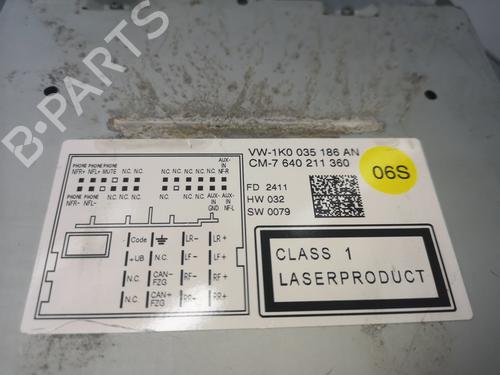 B-PARTS
VW-1K0 035 186 AN
CM-7 640 211 360
06S
FD 2411
HW 032
SW 0079
CLASS 1
LASERPRODUCT
PHONE PHONE PHONE AUX-
NFR+ NFL+ MUTE N.C. N.C. N.C. N.C. N.C. IN
N.C. NF-R
PHONE PHONE
NFR- NFL- N.C. N.C. N.C. N.C. N.C. N.C. AUX- AUX-
IN IN
GND NF-L
Code LR- LR+
+UB N.C. LF- LF+
N.C. CAN- RF- RF+
FZG
N.C. CAN+ RR- RR+
FZG